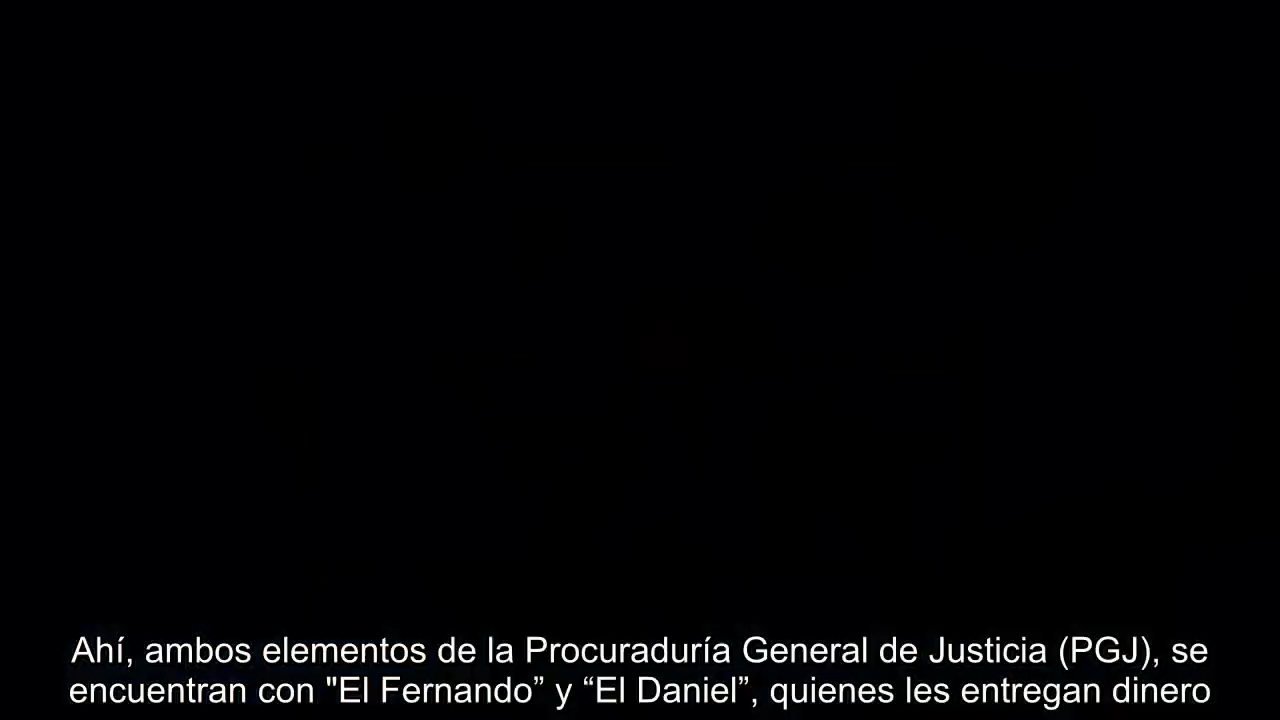 Ahí, ambos elementos de la Procuraduría General de Justicia (PGJ), se
encuentran con "El Fernando” y “El Daniel”, quienes les entregan dinero